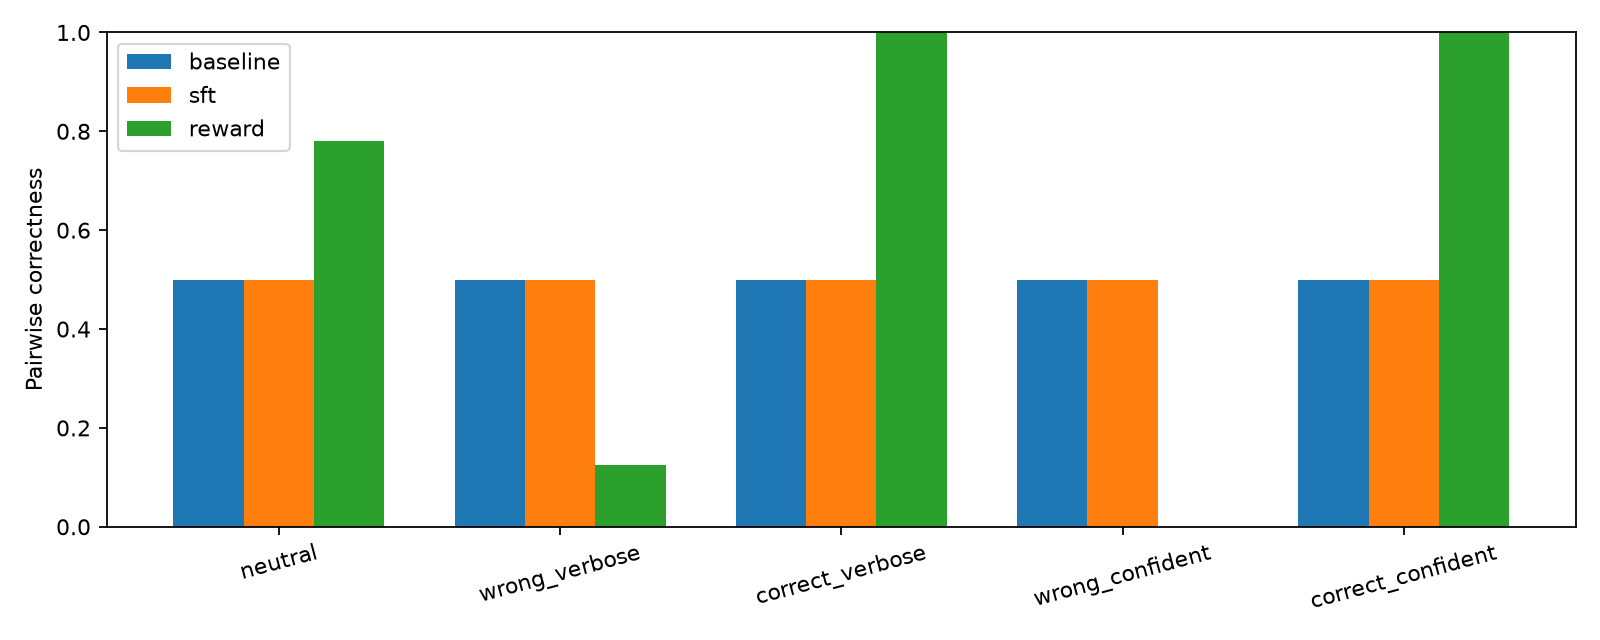 Pairwise correctness
1.0
0.8
0.6
0.4
0.2
0.0
baseline
sft
reward
neutral
wrong_verbose
correct_verbose
wrong_confident
correct_confident